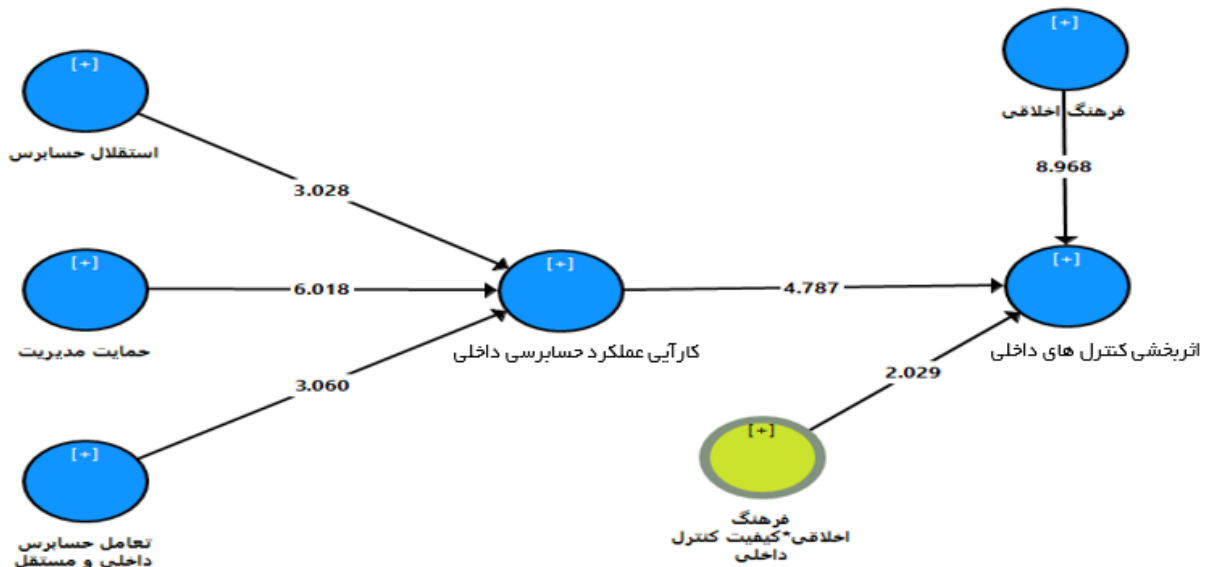 [+]
استقلال حسابرس
[+]
حمایت مدیریت
[+]
تعامل حسابرس
داخلی و مستقل
3.028
6.018
3.060
[+]
کارآیی عملکرد حسابرسی داخلی
4.787
[+]
فرهنگ اخلاقی
8.968
[+]
اثربخشی کنترل های داخلی
2.029
[+]
فرهنگ
اخلاقی*کیفیت کنترل
داخلی